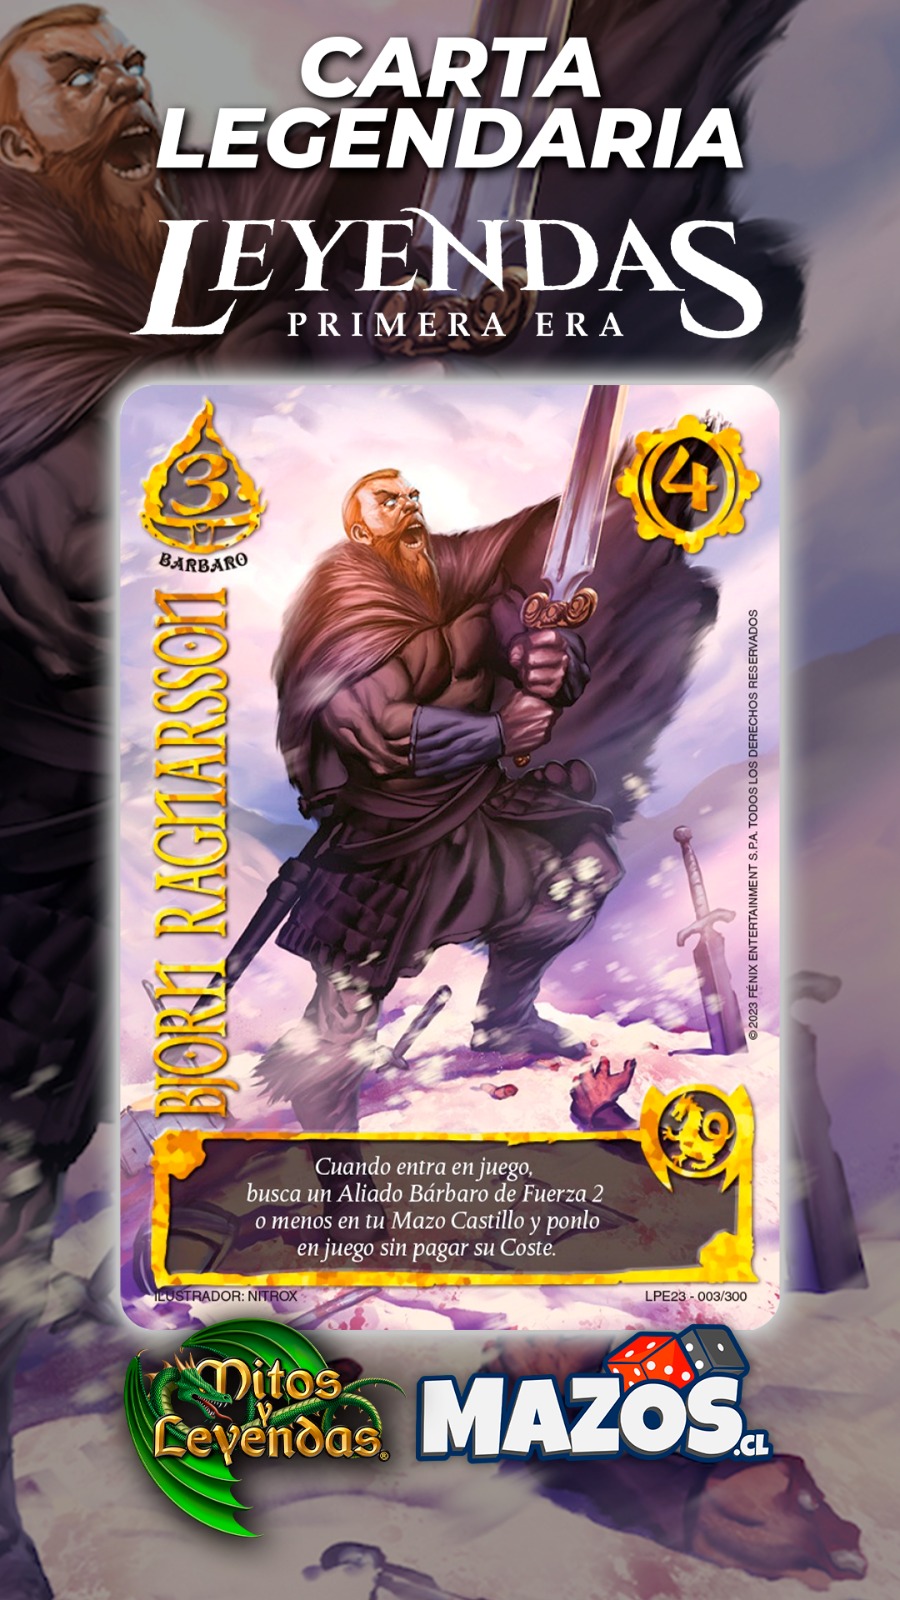 CARTA
LEGENDARIA
LEYENDAS
PRIMERA ERA
3
BARBARO
4
BJORN RAGNARSSON
©2023 FÉNIX ENTERTAINMENT S.P.A. TODOS LOS DERECHOS RESERVADOS
Cuando entra en juego,
busca un Aliado Bárbaro de Fuerza 2
o menos en tu Mazo Castillo y ponlo
en juego sin pagar su Coste.
ILUSTRADOR: NITROX
LPE23 - 003/300
Mitos
y
Leyendas®
MAZOS.CL